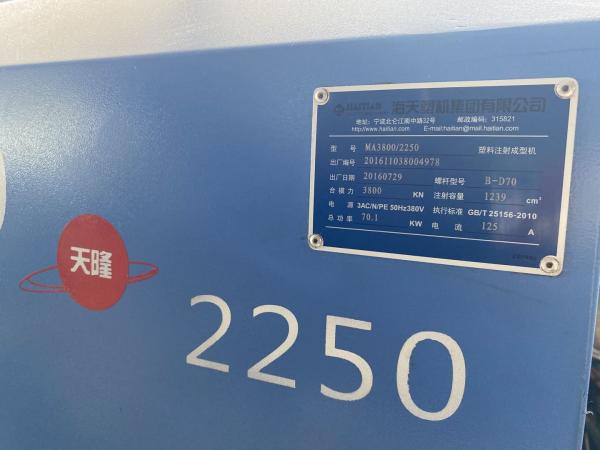 HAITIAN 海天塑机集团有限公司
地址：宁波北仑江南中路32号 邮政编码：315821
http://www.haitian.com E-mail:haitian@mail.haitian.com
型 号 MA3800/2250 塑料注射成型机
出厂编号 201611038004978
出厂日期 20160729 螺杆型号 B-D70
合模力 3800 KN 注射容量 1239 cm³
电 源 3AC/N/PE 50Hz380V 执行标准 GB/T 25156-2010
总功率 70.1 KW 电 流 125 A
天隆
2250